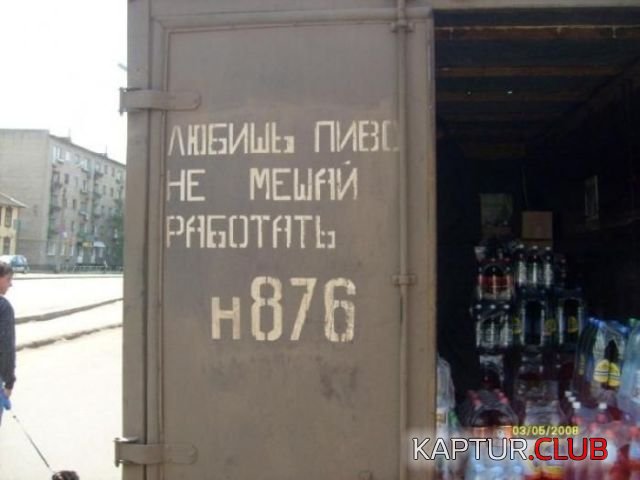 ЛЮБИШЬ ПИВО
НЕ МЕШАЙ
РАБОТАТЬ
Н876
03/05/2008
KAPTUR.CLUB